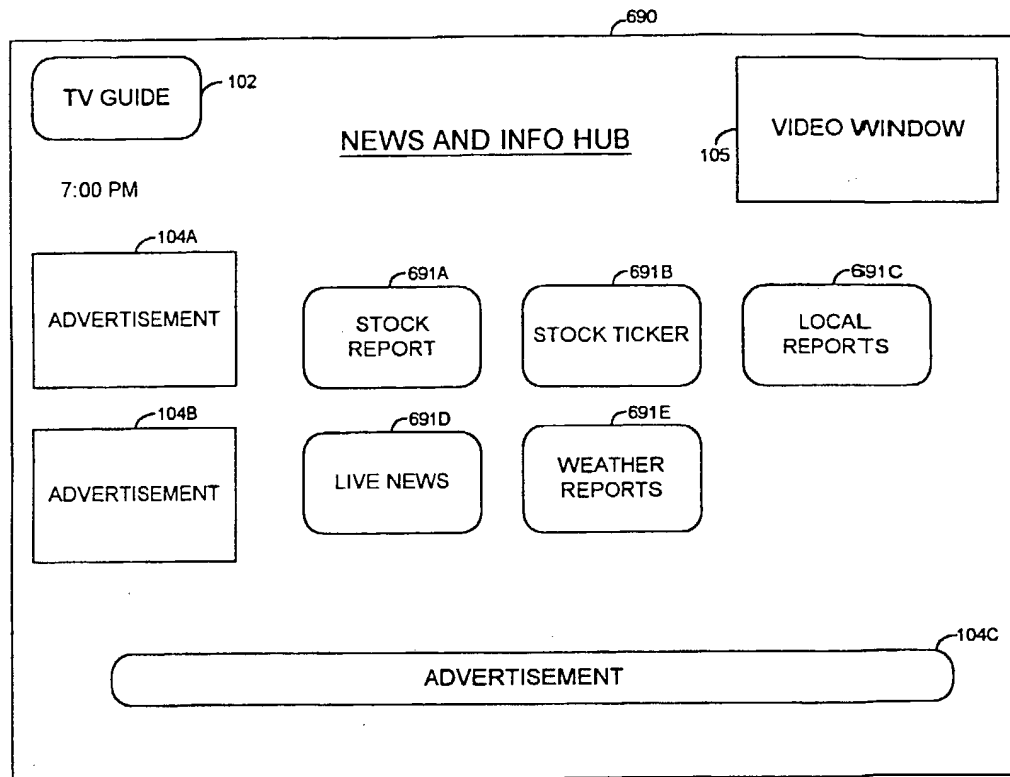 690
TV GUIDE
102
NEWS AND INFO HUB
VIDEO WINDOW
105
7:00 PM
104A
ADVERTISEMENT
691A
STOCK
REPORT
691B
STOCK TICKER
691C
LOCAL
REPORTS
104B
ADVERTISEMENT
691D
LIVE NEWS
691E
WEATHER
REPORTS
104C
ADVERTISEMENT